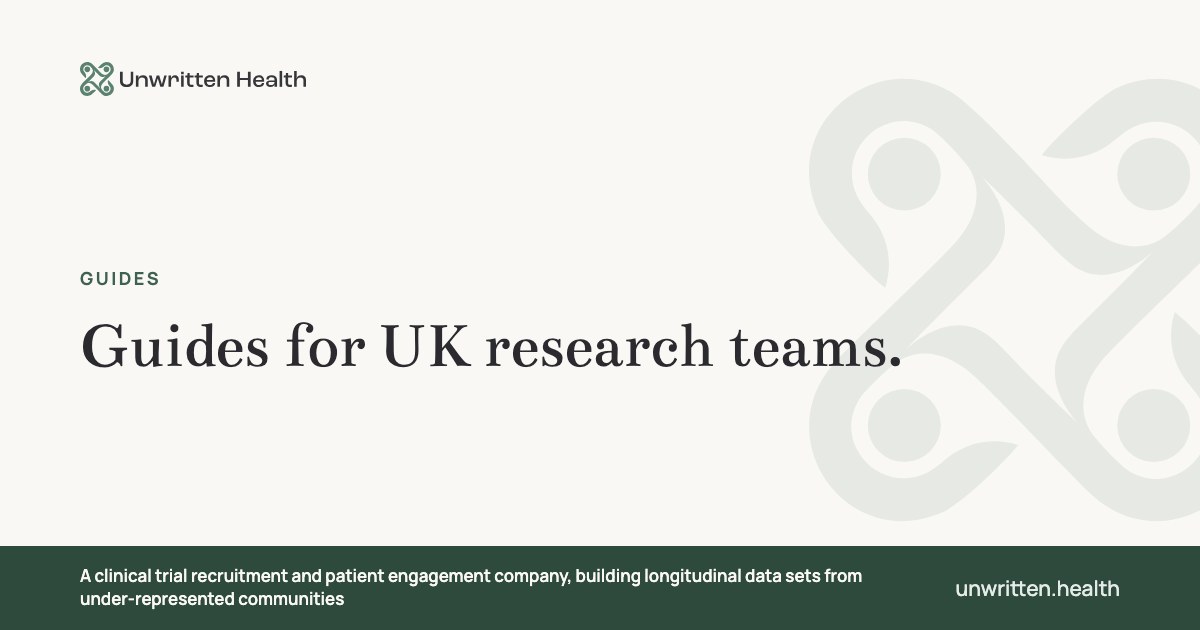 Unwritten Health
GUIDES
Guides for UK research teams.
A clinical trial recruitment and patient engagement company, building longitudinal data sets from
under-represented communities
unwritten.health